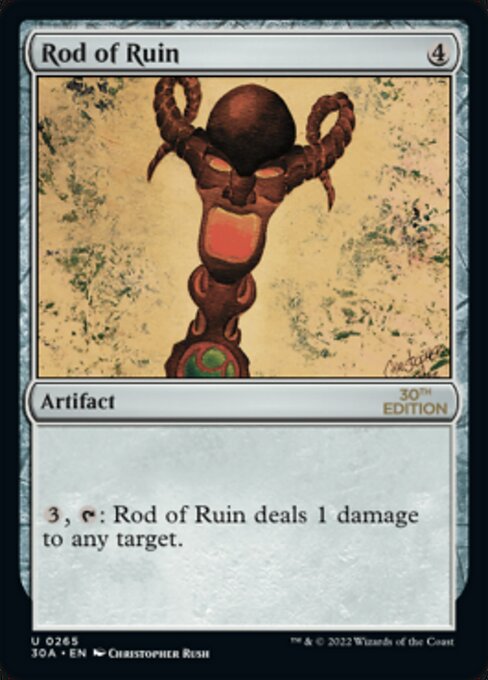 Rod of Ruin 4
Artifact
30TH EDITION
3, : Rod of Ruin deals 1 damage
to any target.
U 0265
30A • EN Christopher Rush
™ & © 2022 Wizards of the Coast